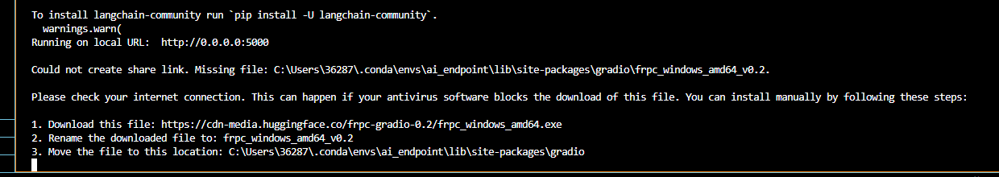 To install langchain-community run `pip install -U langchain-community`.
warnings.warn(
Running on local URL:  http://0.0.0.0:5000
Could not create share link. Missing file: C:\Users\36287\.conda\envs\ai_endpoint\lib\site-packages\gradio\frpc_windows_amd64_v0.2.
Please check your internet connection. This can happen if your antivirus software blocks the download of this file. You can install manually by following these steps:
1. Download this file: https://cdn-media.huggingface.co/frpc-gradio-0.2/frpc_windows_amd64.exe
2. Rename the downloaded file to: frpc_windows_amd64_v0.2
3. Move the file to this location: C:\Users\36287\.conda\envs\ai_endpoint\lib\site-packages\gradio